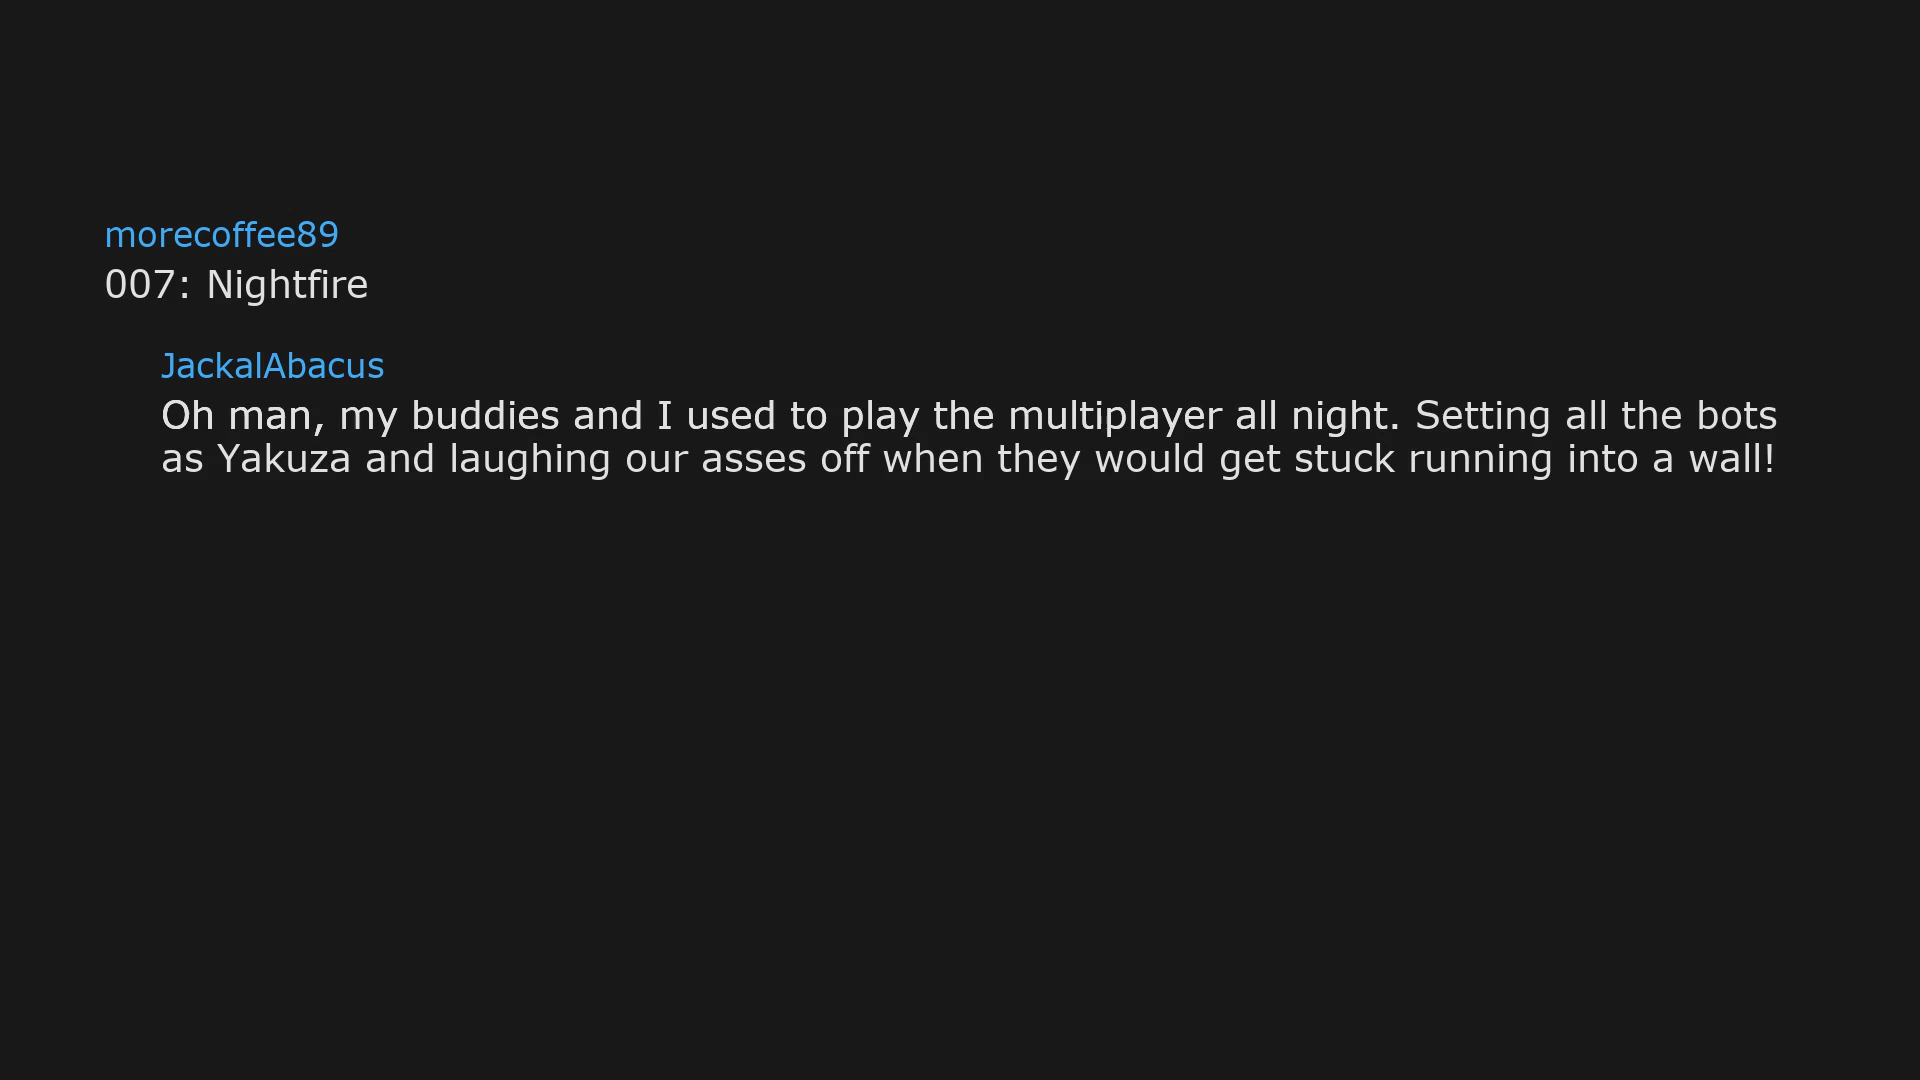 morecoffee89
007: Nightfire
JackalAbacus
Oh man, my buddies and I used to play the multiplayer all night. Setting all the bots
as Yakuza and laughing our asses off when they would get stuck running into a wall!